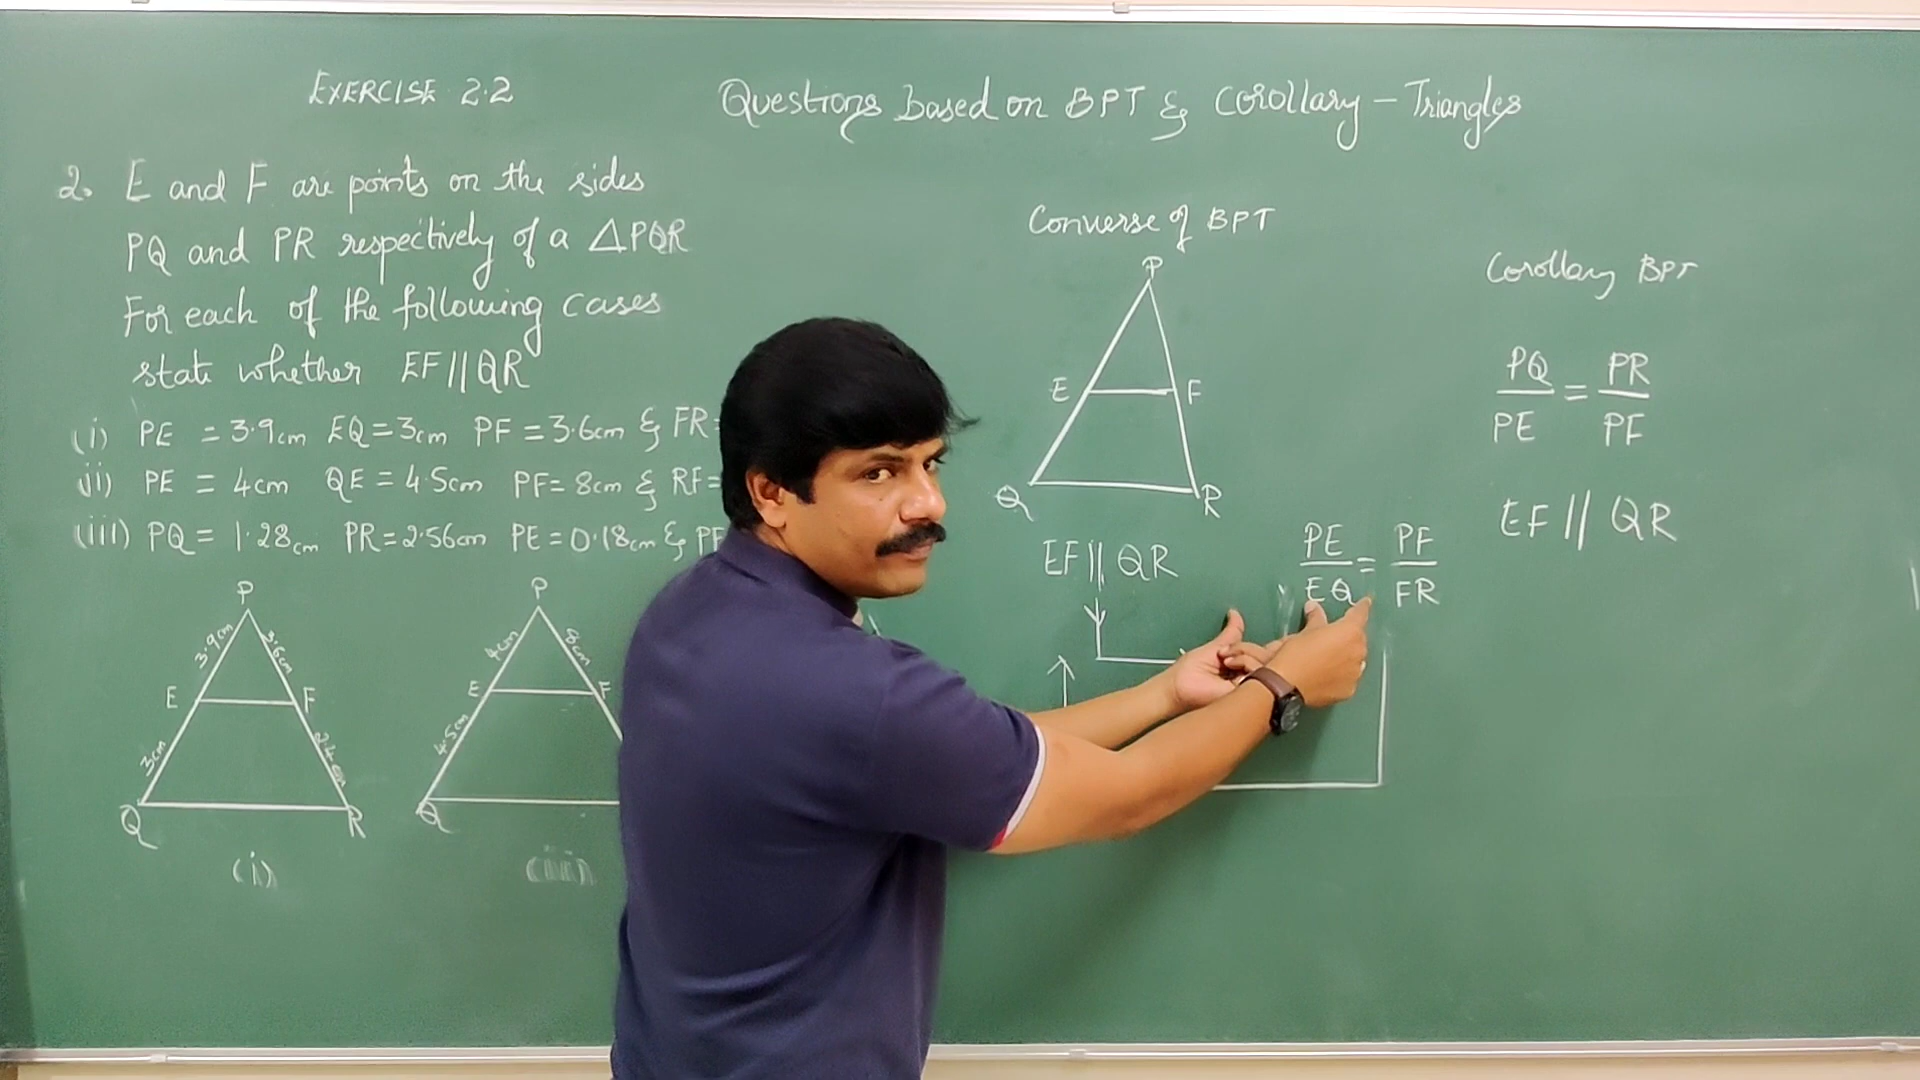 EXERCISE 2.2
Questions based on BPT & Corollary – Triangles
2. E and F are points on the sides
PQ and PR respectively of a △PQR
For each of the following cases
state whether EF || QR
(i) PE = 3.9cm EQ = 3cm PF = 3.6cm & FR=
(ii) PE = 4cm QE = 4.5cm PF = 8cm & RF=
(iii) PQ = 1.28cm PR = 2.56cm PE = 0.18cm & PF
P
3.9cm
3.6cm
E
F
3cm
2.4cm
Q
R
(i)
P
4cm
8cm
E
F
4.5cm
Q
Converse of BPT
P
E
F
Q
R
EF || QR
PE/EQ = PF/FR
Corollary BPT
PQ/PE = PR/PF
EF || QR